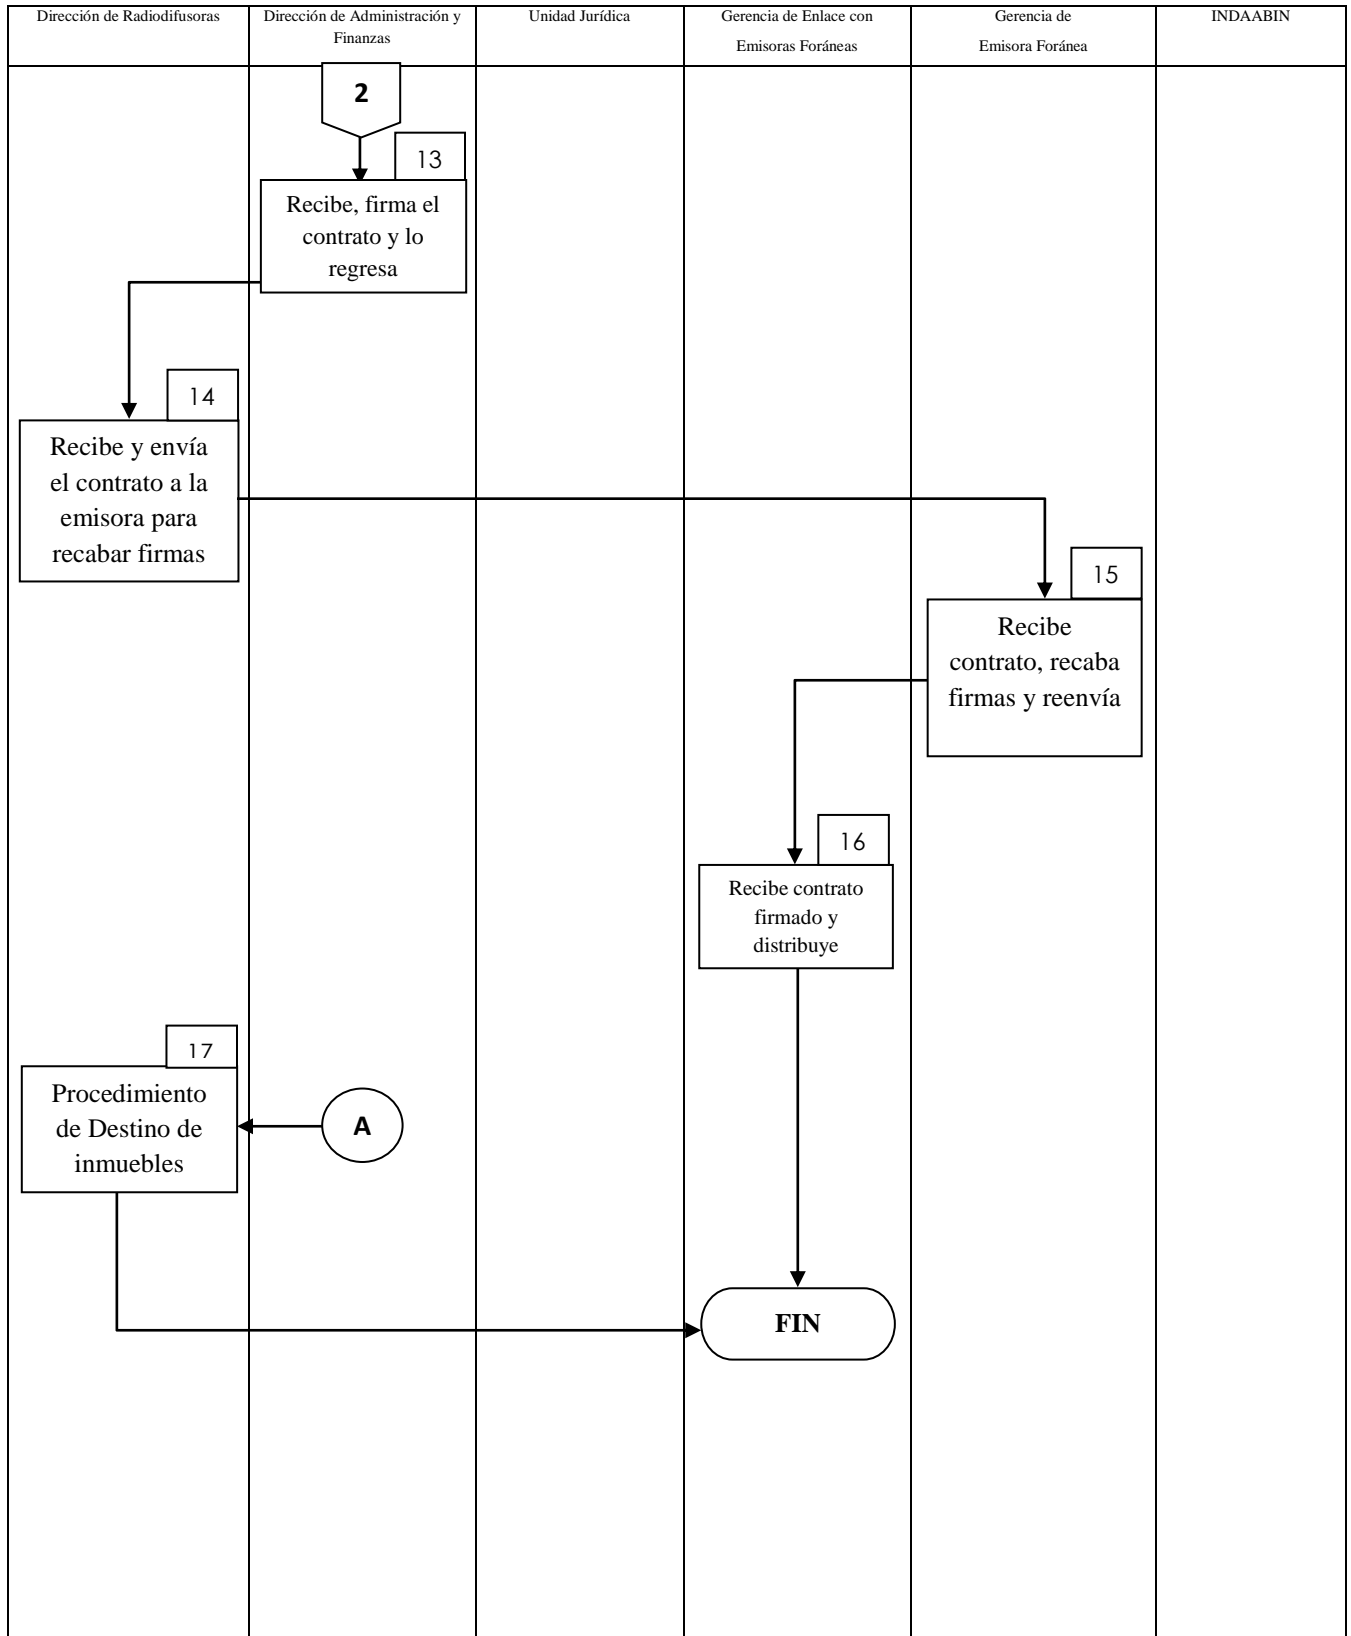 Dirección de Radiodifusoras
Dirección de Administración y
Finanzas
Unidad Jurídica
Gerencia de Enlace con
Emisoras Foráneas
Gerencia de
Emisora Foránea
INDAABIN
2
13
Recibe, firma el
contrato y lo
regresa
14
Recibe y envía
el contrato a la
emisora para
recabar firmas
15
Recibe
contrato, recaba
firmas y reenvía
16
Recibe contrato
firmado y
distribuye
17
Procedimiento
de Destino de
inmuebles
A
FIN